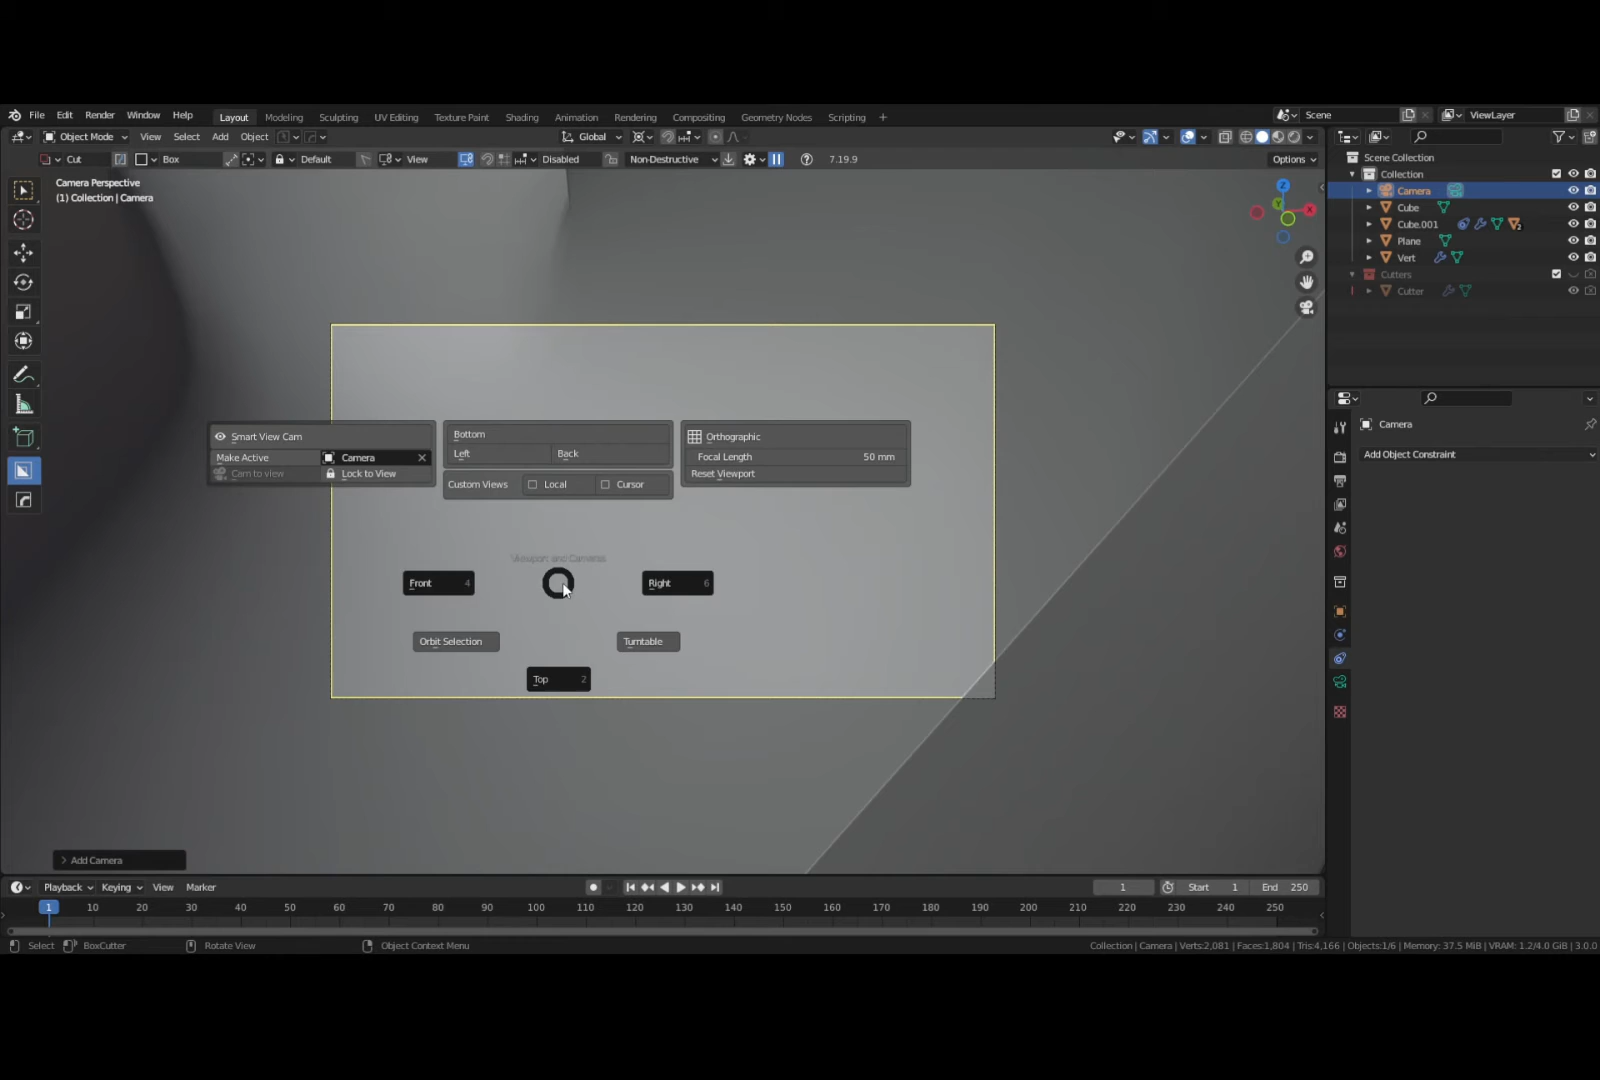 File Edit Render Window Help Layout Modeling Sculpting UV Editing Texture Paint Shading Animation Rendering Compositing Geometry Nodes Scripting + Scene ViewLayer
Object Mode View Select Add Object Global
Cut Box Default View Disabled Non-Destructive 7.19.9 Options
Camera Perspective
(1) Collection | Camera
Z
Y
X
Scene Collection
Collection
Camera
Cube
Cube.001 2
Plane
Vert
Cutters
Cutter
Camera
Add Object Constraint
Smart View Cam
Make Active Camera
Cam to view Lock to View
Bottom
Left Back
Custom Views Local Cursor
Orthographic
Focal Length 50 mm
Reset Viewport
Viewport and Cameras
Front 4
Right 6
Orbit Selection
Turntable
Top 2
Add Camera
Playback Keying View Marker 1 Start 1 End 250
1 10 20 30 40 50 60 70 80 90 100 110 120 130 140 150 160 170 180 190 200 210 220 230 240 250
Select BoxCutter Rotate View Object Context Menu Collection | Camera | Verts:2,081 | Faces:1,804 | Tris:4,166 | Objects:1/6 | Memory: 37.5 MiB | VRAM: 1.2/4.0 GiB | 3.0.0